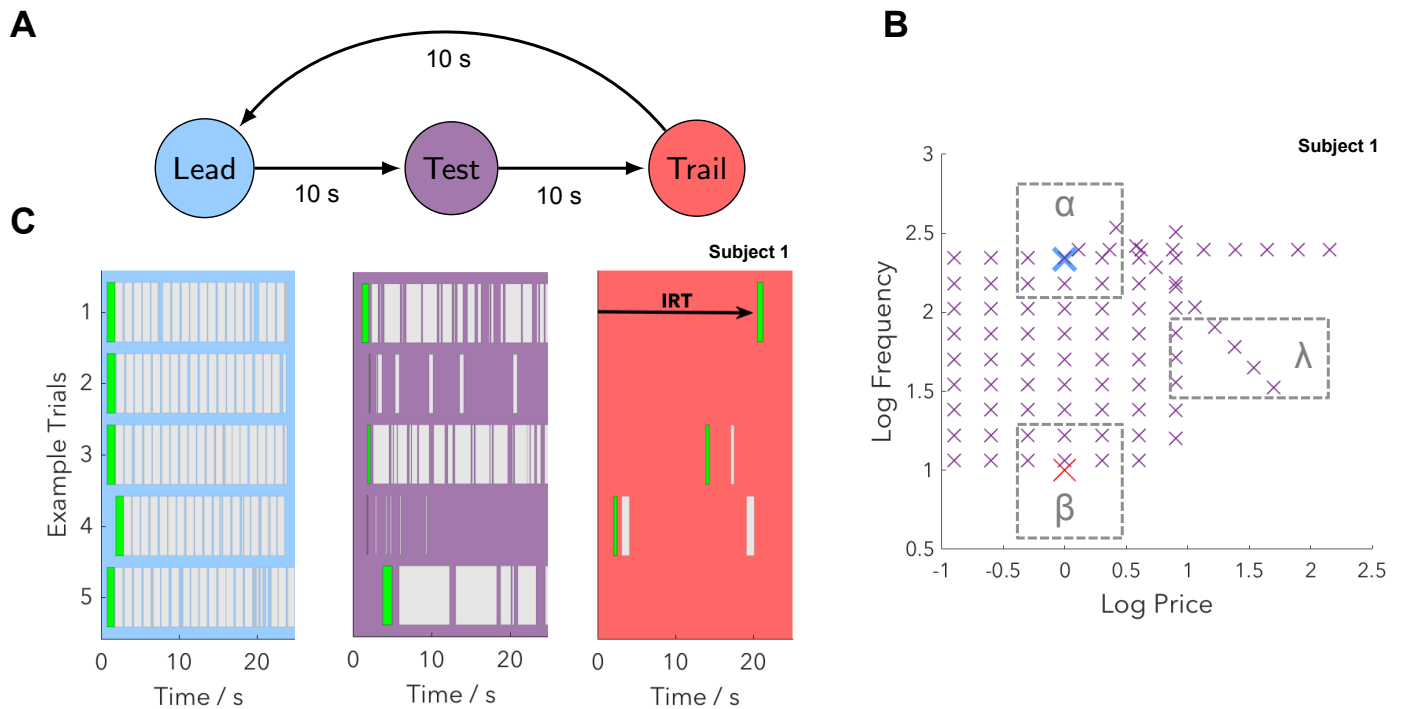 A
10 s
Lead
Test
Trail
10 s
10 s
B
Subject 1
3
2.5
2
1.5
1
0.5
-1
-0.5
0
0.5
1
1.5
2
2.5
Log Frequency
Log Price
α
λ
β
C
Subject 1
IRT
Example Trials
1
2
3
4
5
0
10
20
Time / s
0
10
20
Time / s
0
10
20
Time / s